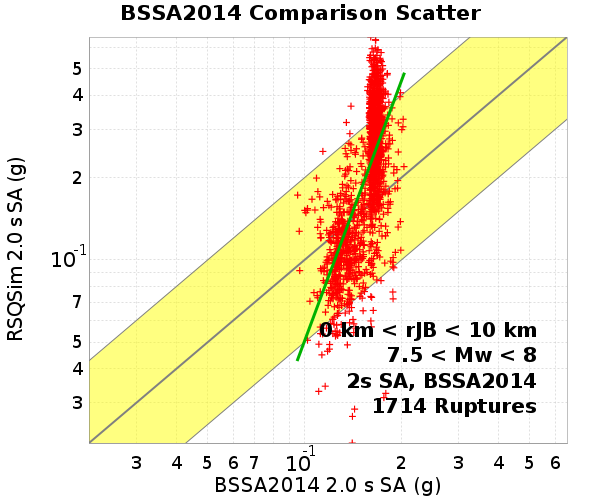 BSSA2014 Comparison Scatter
RSQSim 2.0 s SA (g)
5
4
3
2
10-1
7
5
4
3
0 km < rJB < 10 km
7.5 < Mw < 8
2s SA, BSSA2014
1714 Ruptures
3 4 5 6 7 10-1 2 3 4 5 6
BSSA2014 2.0 s SA (g)